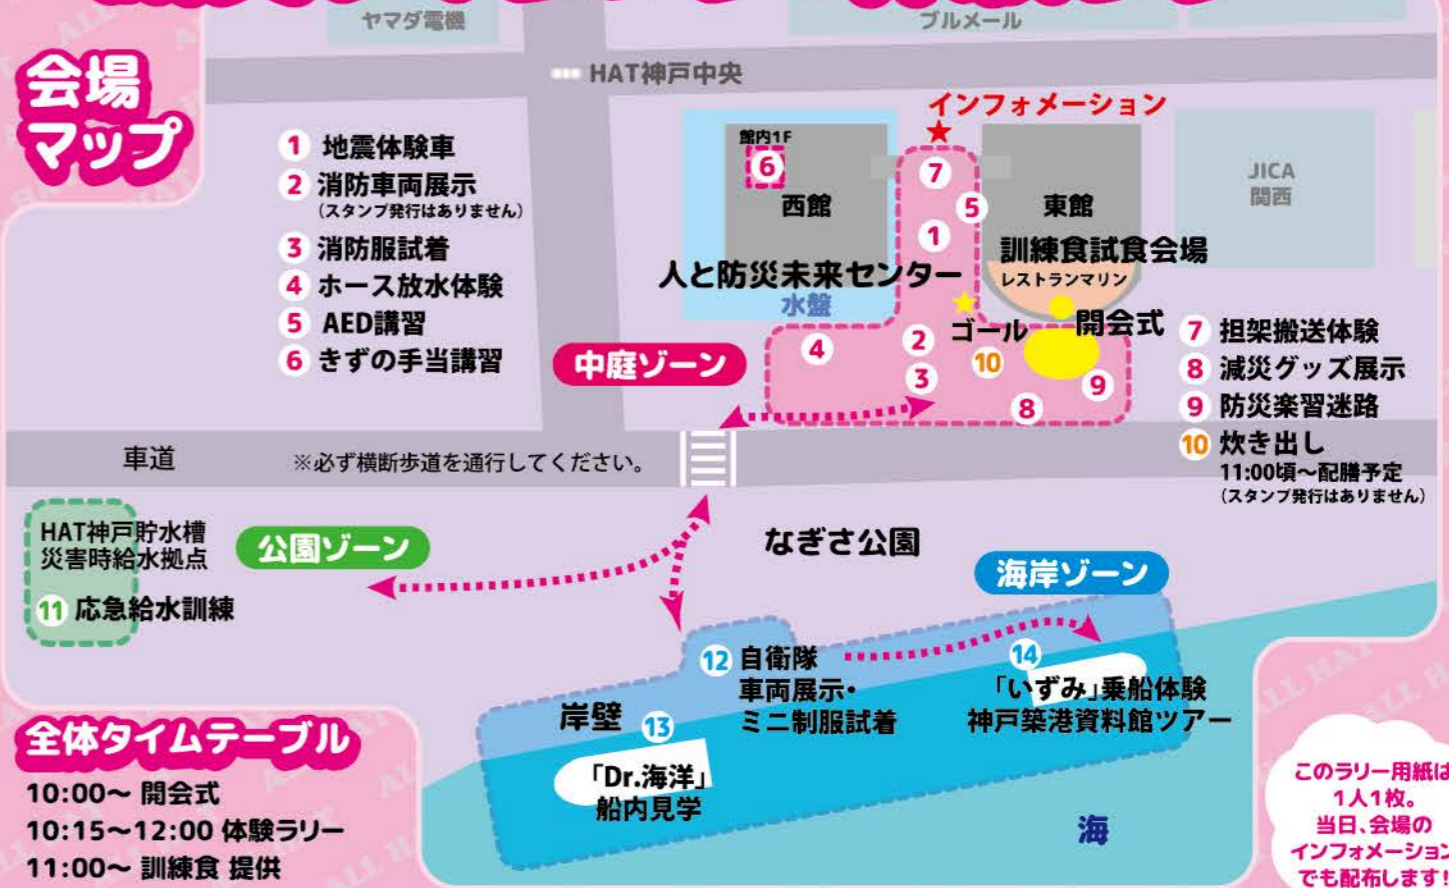 ヤマダ電機
ブルメール
会場
マップ
HAT神戸中央
インフォメーション
1 地震体験車
2 消防車両展示
(スタンプ発行はありません)
3 消防服試着
4 ホース放水体験
5 AED講習
6 きずの手当講習
館内1F
6
西館
7
5
1
東館
JICA
関西
訓練食試食会場
レストランマリン
人と防災未来センター
水盤
ゴール
開会式
中庭ゾーン
4
2
3
10
8
9
7 担架搬送体験
8 減災グッズ展示
9 防災楽習迷路
10 炊き出し
11:00頃～配膳予定
(スタンプ発行はありません)
車道
※必ず横断歩道を通行してください。
HAT神戸貯水槽
災害時給水拠点
11 応急給水訓練
公園ゾーン
なぎさ公園
海岸ゾーン
12 自衛隊
車両展示・
ミニ制服試着
14
「いずみ」乗船体験
神戸築港資料館ツアー
岸壁
13
「Dr.海洋」
船内見学
海
全体タイムテーブル
10:00～ 開会式
10:15～12:00 体験ラリー
11:00～ 訓練食 提供
このラリー用紙は
1人1枚。
当日、会場の
インフォメーション
でも配布します!